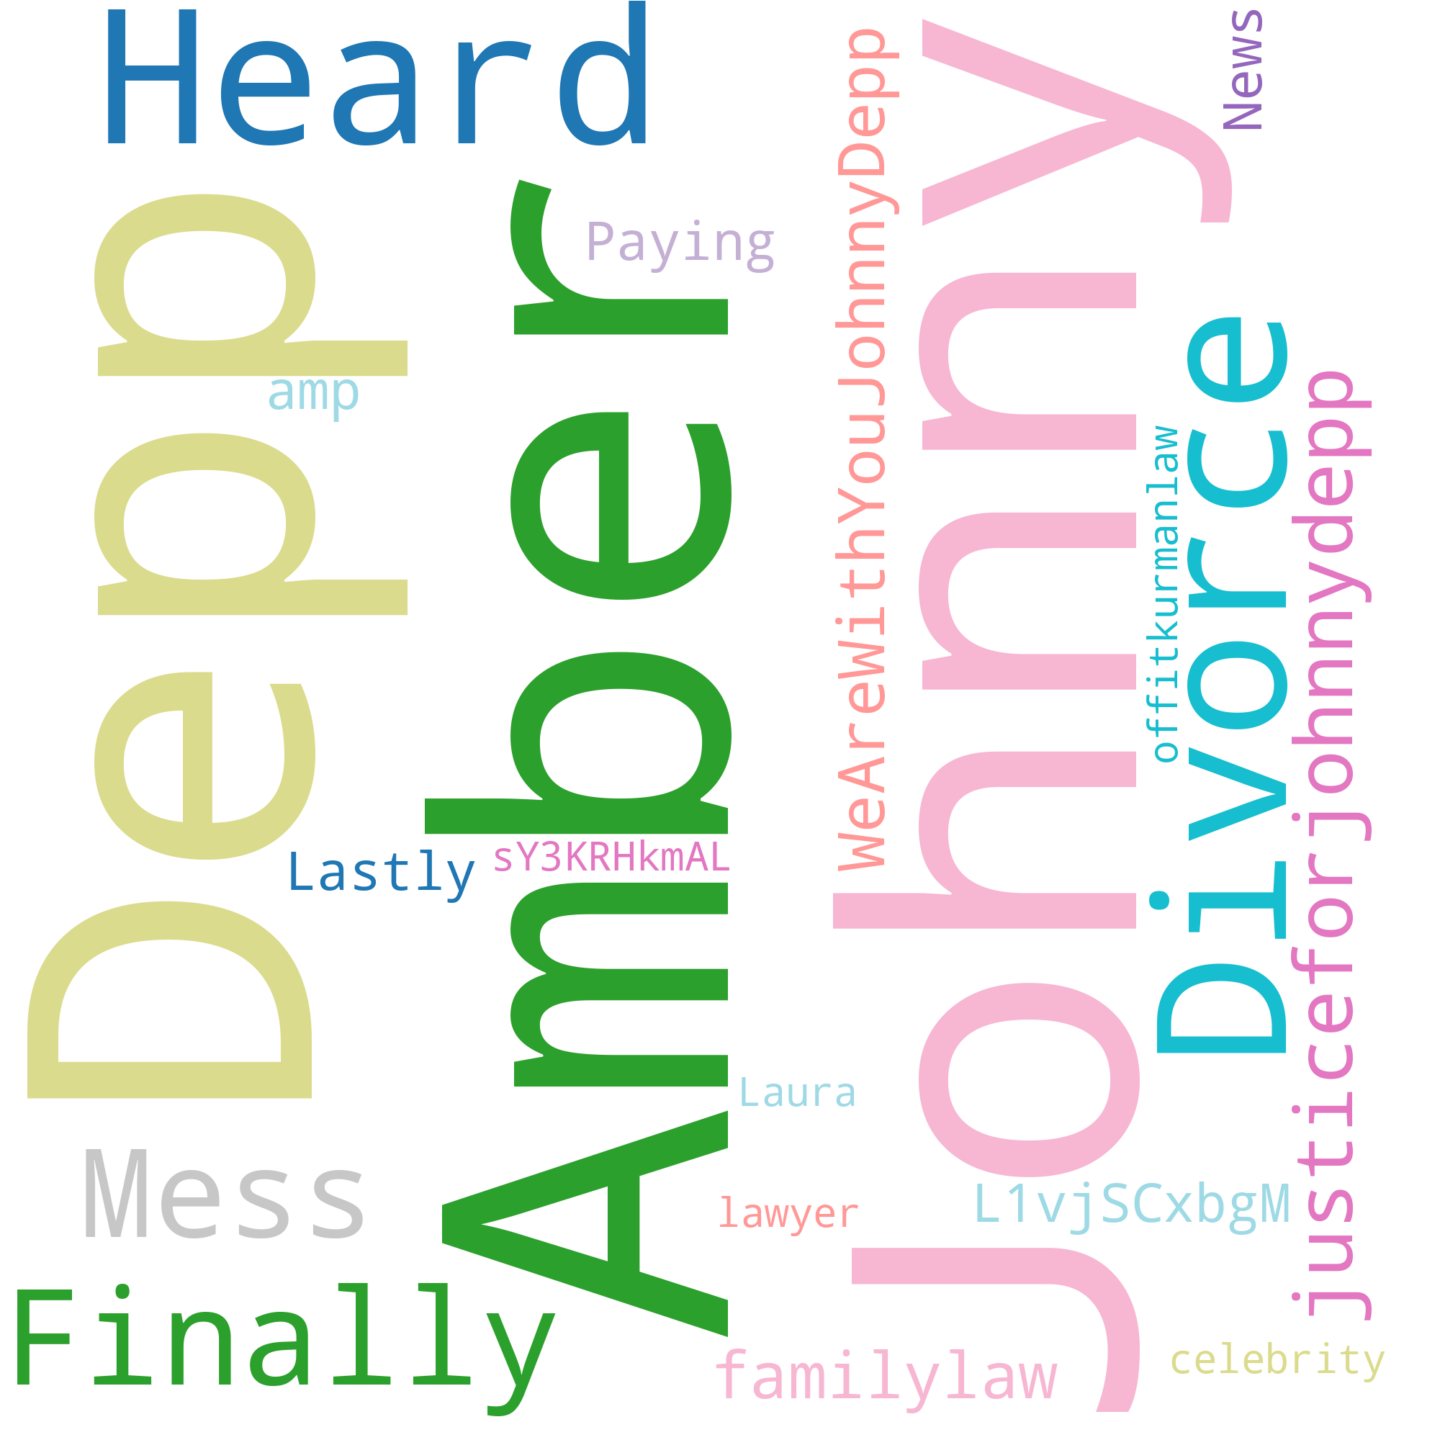 Heard
Depp
amp
Amber
Paying
WeAreWithYouJohnnyDepp
Johnny
News
Divorce
offitkurmanlaw
justiceforjohnnydepp
Lastly
sY3KRHkmAL
Laura
Mess
lawyer
L1vjSCxbgM
Finally
familylaw
celebrity